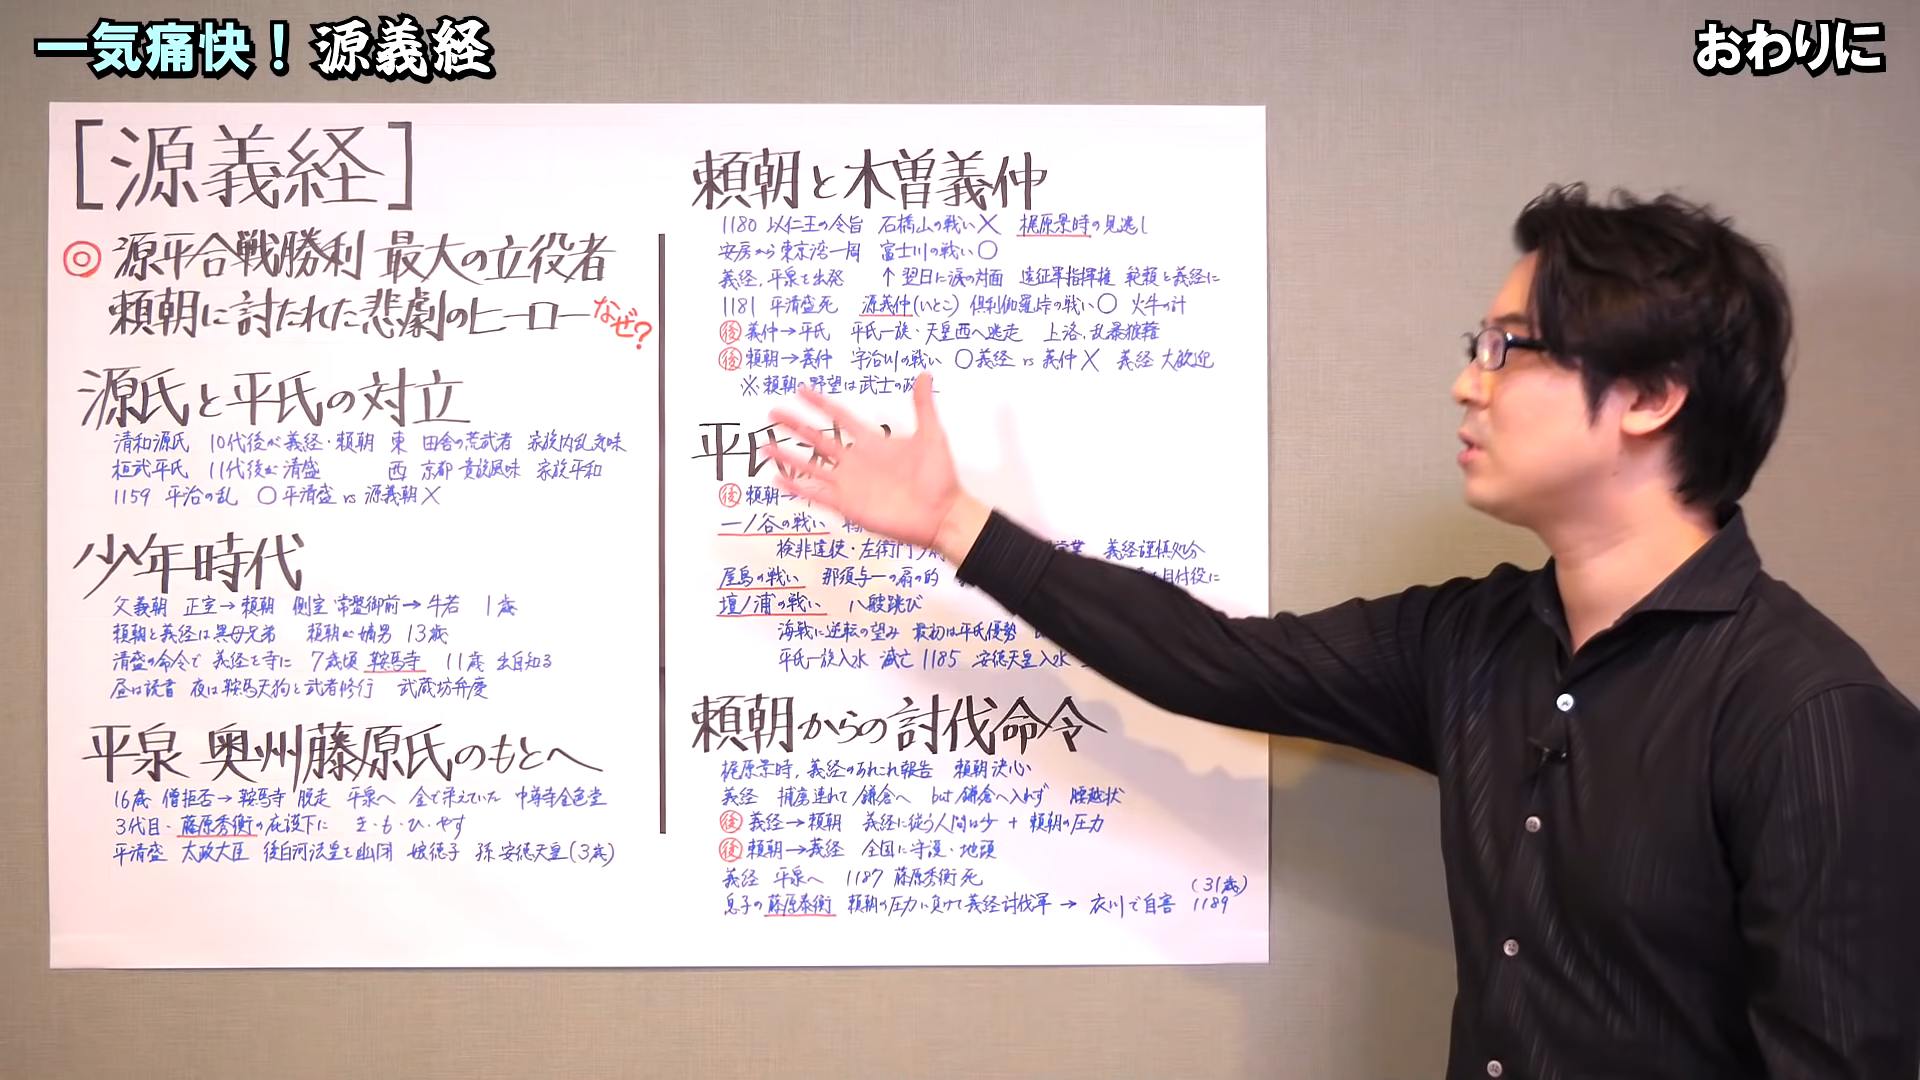 一気痛快！源義経
おわりに
[源義経]
◎ 源平合戦勝利 最大の立役者
頼朝に討たれた悲劇のヒーロー なぜ?
源氏と平氏の対立
清和源氏 10代後が義経・頼朝 東 田舎の荒武者 家族内乱気味
桓武平氏 11代後が清盛 西 京都 貴族風味 家族平和
1159 平治の乱 ○平清盛 vs 源義朝×
少年時代
父義朝 正室→頼朝 側室 常盤御前→牛若 1歳
頼朝と義経は異母兄弟 頼朝が嫡男 13歳
清盛の命令で 義経を寺に 7歳頃 鞍馬寺 11歳 出自知る
昼は読書 夜は鞍馬天狗と武者修行 武蔵坊弁慶
平泉 奥州藤原氏のもとへ
16歳 僧拒否→鞍馬寺 脱走 平泉へ 金で栄えていた 中尊寺金色堂
3代目・藤原秀衡の庇護下に き・も・ひ・やす
平清盛 太政大臣 後白河法皇を幽閉 娘徳子 孫 安徳天皇(3歳)
頼朝と木曽義仲
1180 以仁王の令旨 石橋山の戦い× 梶原景時の見逃し
安房から東京湾一周 富士川の戦い○
義経,平泉を出発 ↑翌日に涙の対面 遠征軍指揮権 範頼と義経に
1181 平清盛死 源義仲(いとこ) 倶利伽羅峠の戦い○ 火牛の計
後 義仲→平氏 平氏一族・天皇西へ逃走 上洛,乱暴狼藉
後 頼朝→義仲 宇治川の戦い ○義経 vs 義仲× 義経 大歓迎
※頼朝の野望は武士の政
平氏滅
後 頼朝→
一ノ谷の戦い
検非違使・左衛門 義経謹慎処分
屋島の戦い 那須与一の扇の的 目付役に
壇ノ浦の戦い 八艘跳び
海戦に逆転の望み 最初は平氏優勢
平氏一族入水 滅亡 1185 安徳天皇入水
頼朝からの討伐命令
梶原景時,義経のあれこれ報告 頼朝決心
義経 捕虜連れて鎌倉へ but 鎌倉へ入れず 腰越状
後 義経→頼朝 義経に従う人間は少 + 頼朝の圧力
後 頼朝→義経 全国に守護・地頭
義経 平泉へ 1187 藤原秀衡死
息子の藤原泰衡 頼朝の圧力に負けて義経討伐軍 → 衣川で自害 1189 (31歳)